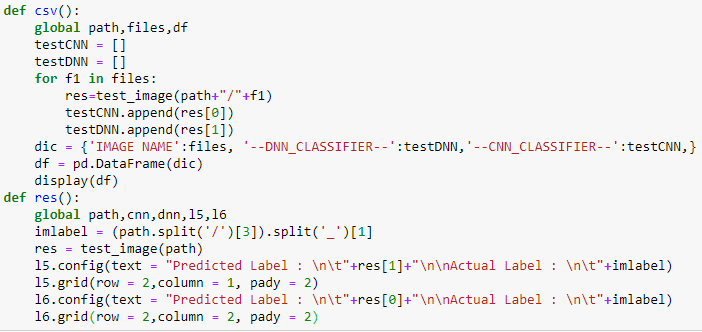 def csv():
    global path,files,df
    testCNN = []
    testDNN = []
    for f1 in files:
        res=test_image(path+"/"+f1)
        testCNN.append(res[0])
        testDNN.append(res[1])
    dic = {'IMAGE NAME':files, '--DNN_CLASSIFIER--':testDNN,'--CNN_CLASSIFIER--':testCNN,}
    df = pd.DataFrame(dic)
    display(df)
def res():
    global path,cnn,dnn,l5,l6
    imlabel = (path.split('/')[3]).split('_')[1]
    res = test_image(path)
    l5.config(text = "Predicted Label : \n\t"+res[1]+"\n\nActual Label : \n\t"+imlabel)
    l5.grid(row = 2,column = 1, pady = 2)
    l6.config(text = "Predicted Label : \n\t"+res[0]+"\n\nActual Label : \n\t"+imlabel)
    l6.grid(row = 2,column = 2, pady = 2)